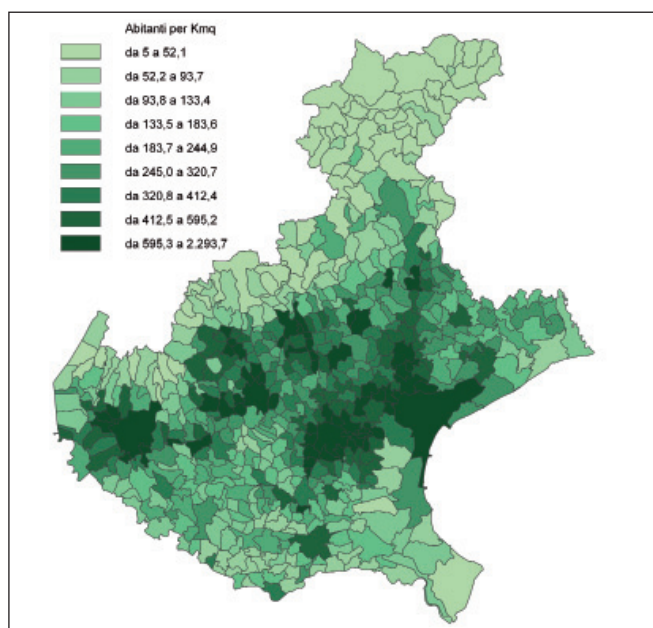 Abitanti per Kmq
da 5 a 52,1
da 52,2 a 93,7
da 93,8 a 133,4
da 133,5 a 183,6
da 183,7 a 244,9
da 245,0 a 320,7
da 320,8 a 412,4
da 412,5 a 595,2
da 595,3 a 2.293,7